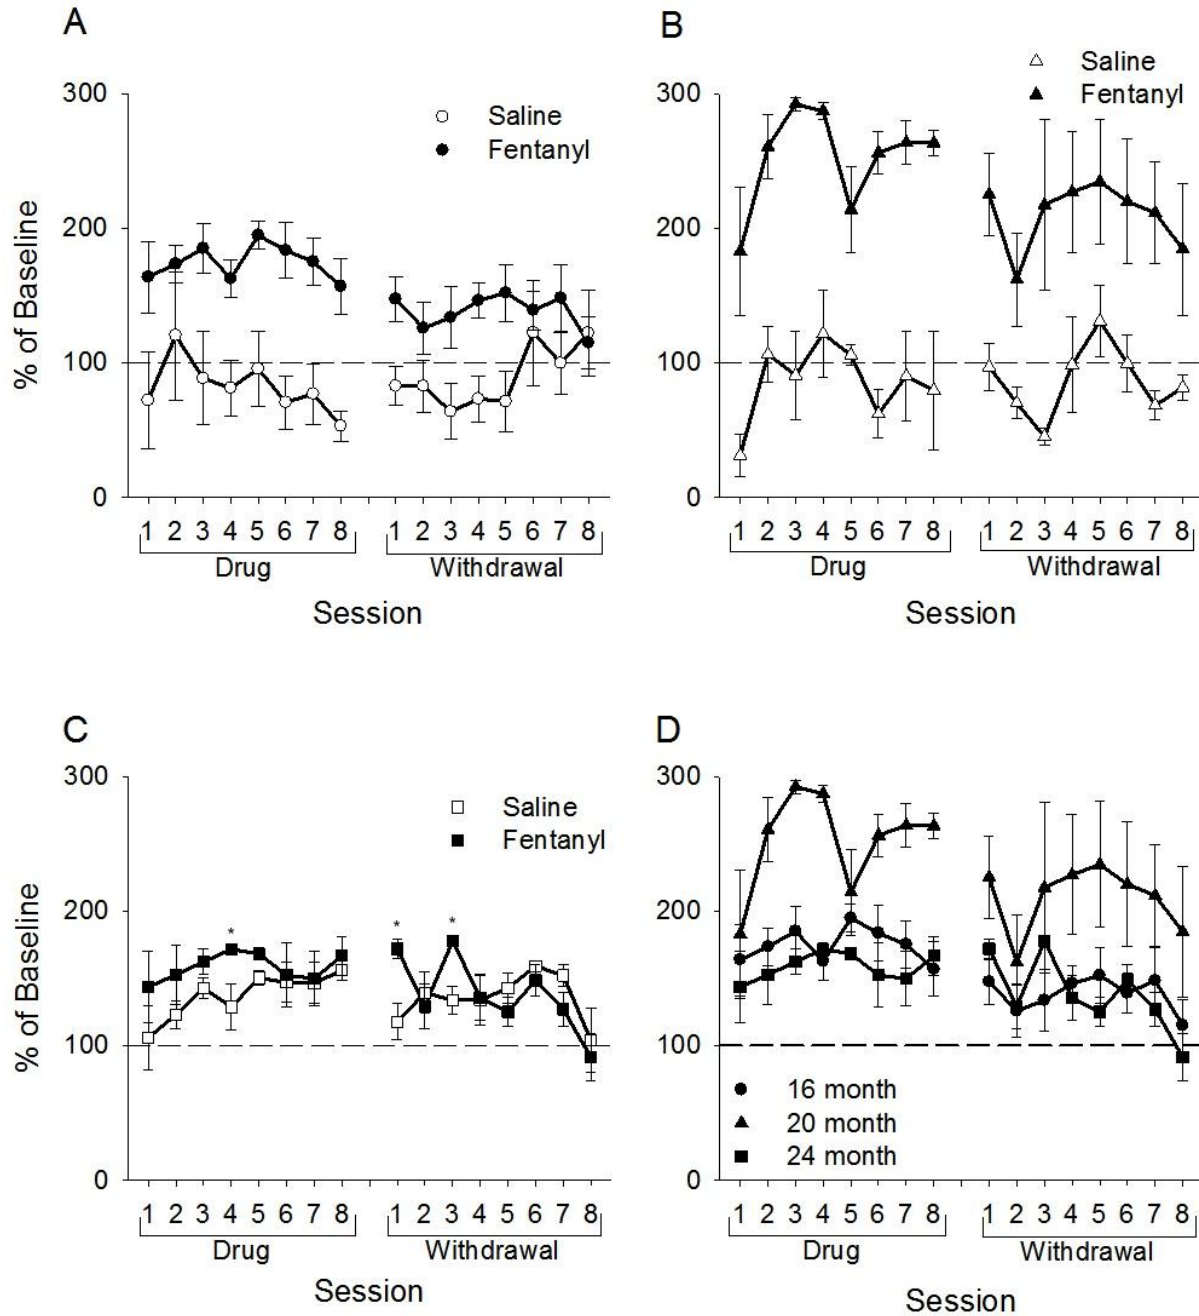 A
300
200
100
0
% of Baseline
Saline
Fentanyl
1 2 3 4 5 6 7 8 1 2 3 4 5 6 7 8
Drug Withdrawal
Session
B
300
200
100
0
Saline
Fentanyl
1 2 3 4 5 6 7 8 1 2 3 4 5 6 7 8
Drug Withdrawal
Session
C
300
200
100
0
% of Baseline
Saline
Fentanyl
*
* *
1 2 3 4 5 6 7 8 1 2 3 4 5 6 7 8
Drug Withdrawal
Session
D
300
200
100
0
16 month
20 month
24 month
1 2 3 4 5 6 7 8 1 2 3 4 5 6 7 8
Drug Withdrawal
Session